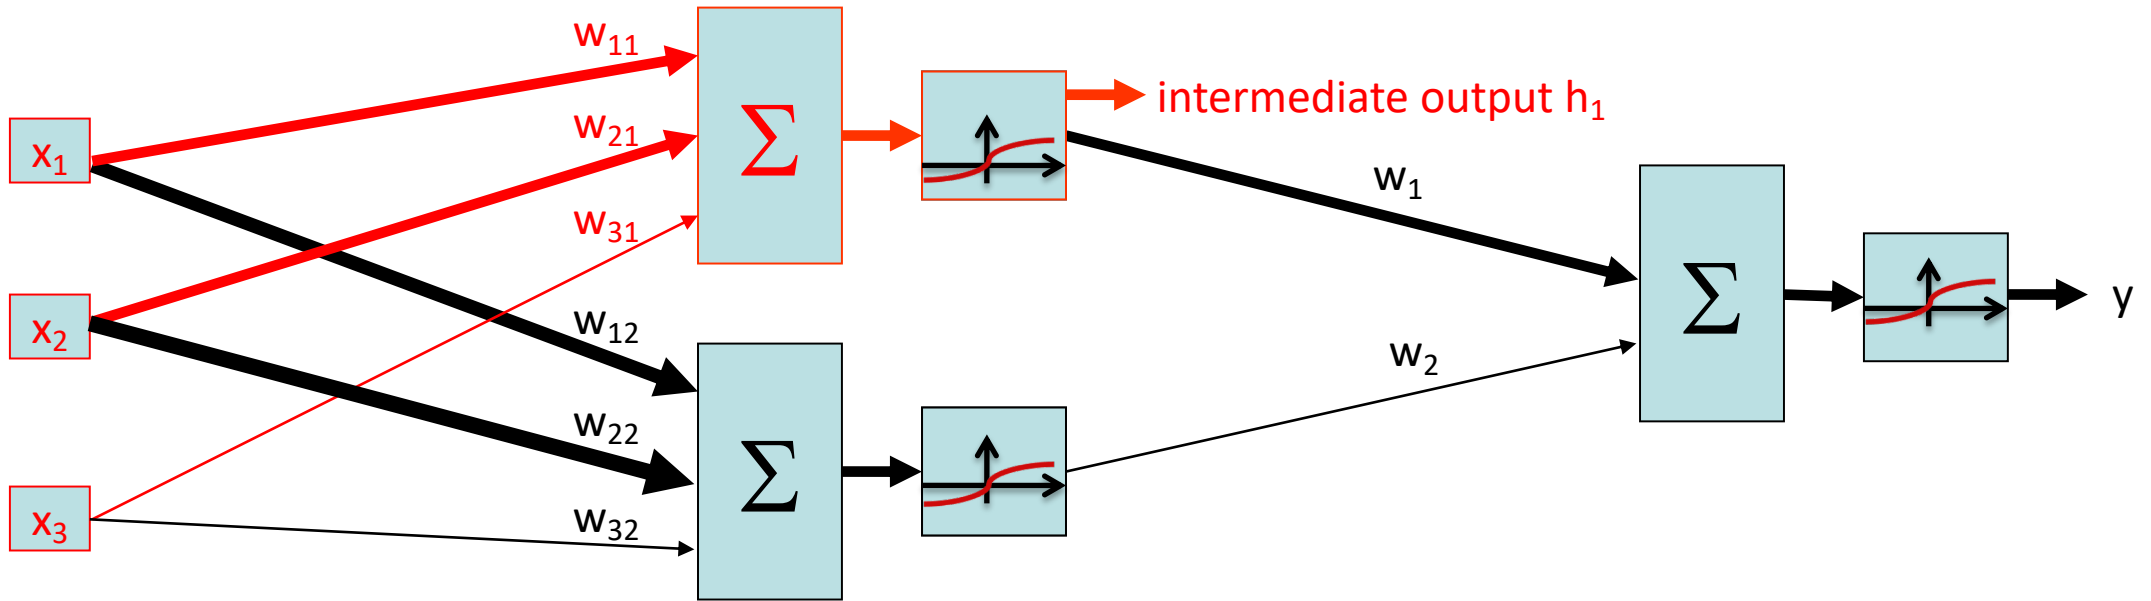 w₁₁
∑
intermediate output h₁
x₁
w₂₁
w₁
w₃₁
∑
y
x₂
w₁₂
w₂
w₂₂
∑
x₃
w₃₂